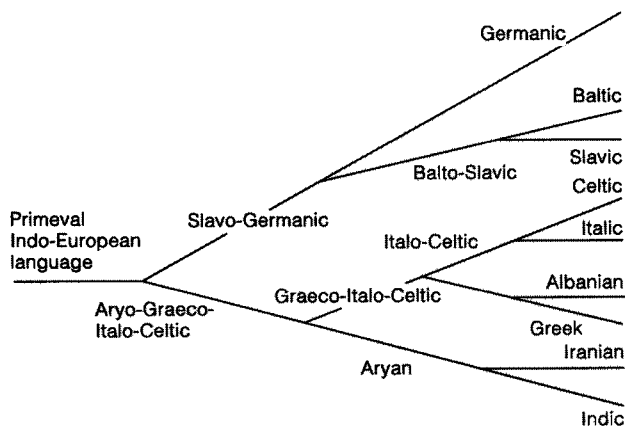 Germanic
Baltic
Slavic
Balto-Slavic
Celtic
Primeval
Indo-European
language
Slavo-Germanic
Italo-Celtic
Italic
Graeco-Italo-Celtic
Albanian
Aryo-Graeco-
Italo-Celtic
Greek
Iranian
Aryan
Indic